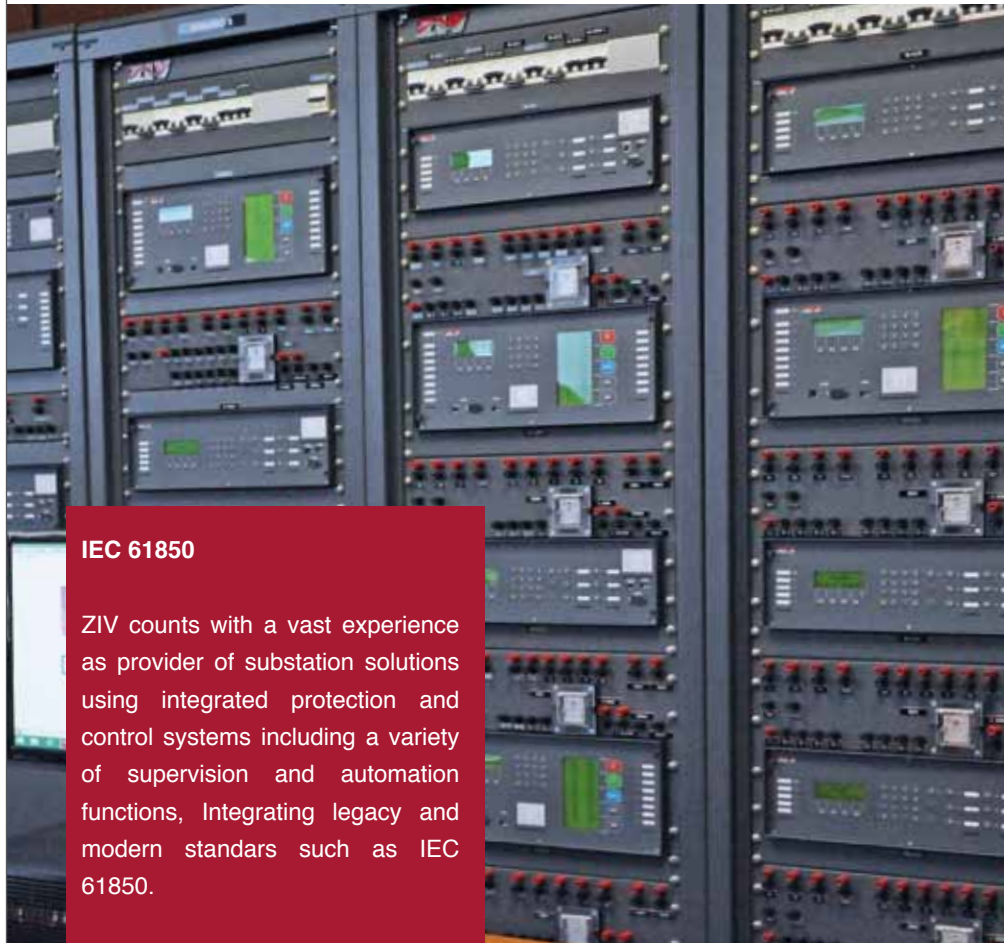 IEC 61850
ZIV counts with a vast experience
as provider of substation solutions
using integrated protection and
control systems including a variety
of supervision and automation
functions, Integrating legacy and
modern standars such as IEC
61850.